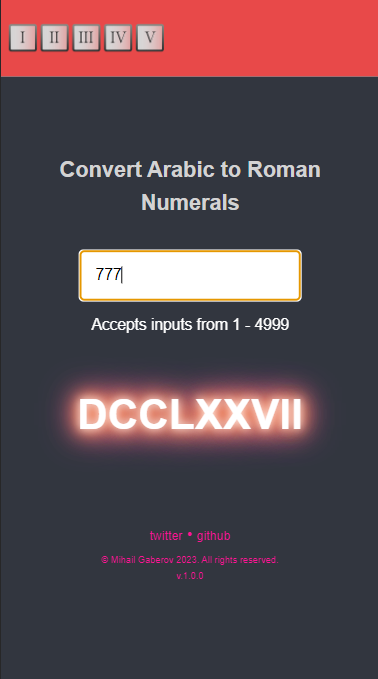 I II III IV V
Convert Arabic to Roman
Numerals
777
Accepts inputs from 1 - 4999
DCCLXXVII
twitter • github
© Mihail Gaberov 2023. All rights reserved.
v.1.0.0